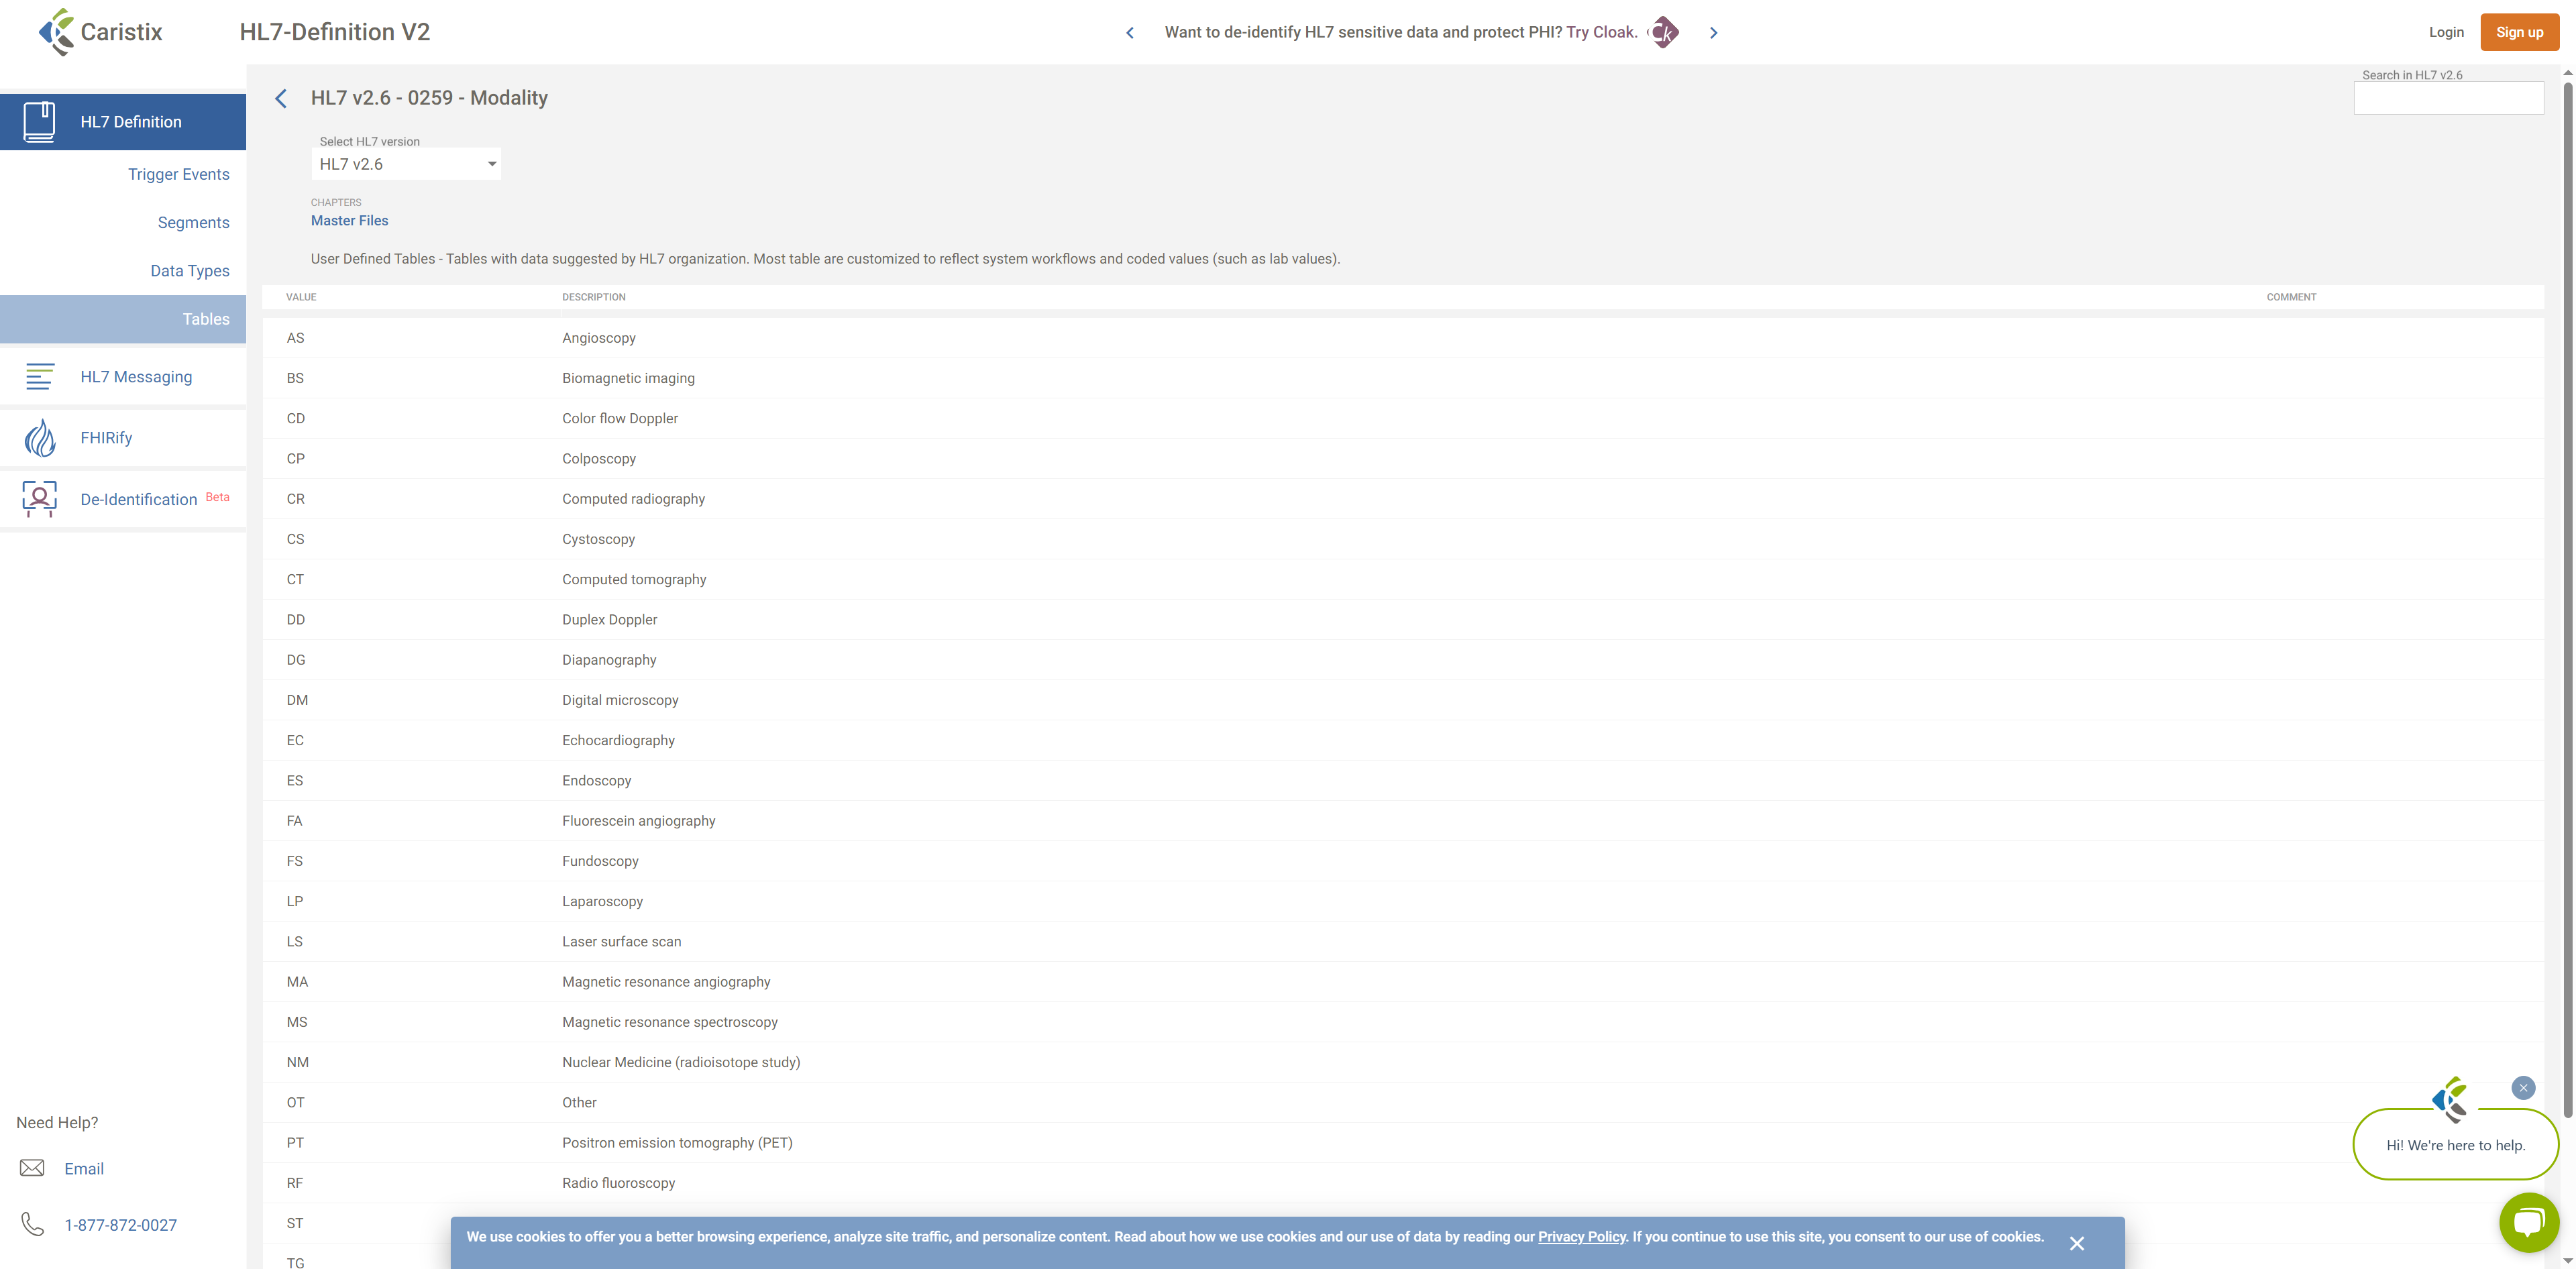 Caristix
HL7-Definition V2
Want to de-identify HL7 sensitive data and protect PHI? Try Cloak.
Ck
Login
Sign up
HL7 Definition
Trigger Events
Segments
Data Types
Tables
HL7 Messaging
FHIRify
De-Identification Beta
Need Help?
Email
1-877-872-0027
HL7 v2.6 - 0259 - Modality
Search in HL7 v2.6
Select HL7 version
HL7 v2.6
CHAPTERS
Master Files
User Defined Tables - Tables with data suggested by HL7 organization. Most table are customized to reflect system workflows and coded values (such as lab values).
VALUE DESCRIPTION COMMENT
AS Angioscopy
BS Biomagnetic imaging
CD Color flow Doppler
CP Colposcopy
CR Computed radiography
CS Cystoscopy
CT Computed tomography
DD Duplex Doppler
DG Diapanography
DM Digital microscopy
EC Echocardiography
ES Endoscopy
FA Fluorescein angiography
FS Fundoscopy
LP Laparoscopy
LS Laser surface scan
MA Magnetic resonance angiography
MS Magnetic resonance spectroscopy
NM Nuclear Medicine (radioisotope study)
OT Other
PT Positron emission tomography (PET)
RF Radio fluoroscopy
ST
TG
Hi! We're here to help.
We use cookies to offer you a better browsing experience, analyze site traffic, and personalize content. Read about how we use cookies and our use of data by reading our Privacy Policy. If you continue to use this site, you consent to our use of cookies.